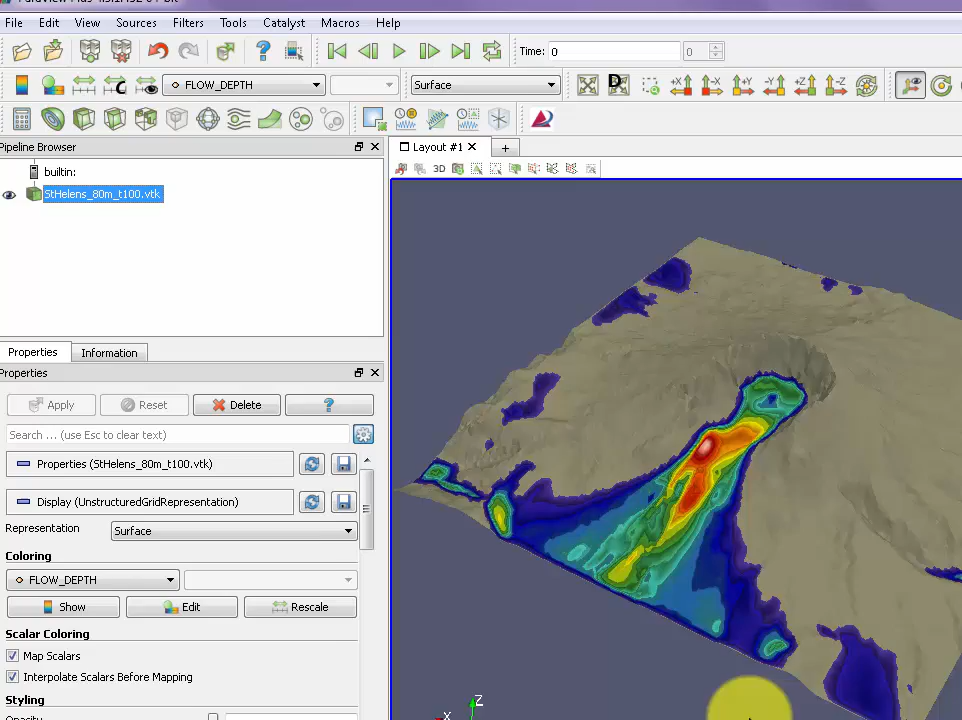 File Edit View Sources Filters Tools Catalyst Macros Help
Time: 0 0
C FLOW_DEPTH Surface D +X -X +Y -Y +Z -Z
Pipeline Browser
Layout #1 +
3D
builtin:
StHelens_80m_t100.vtk
Properties Information
Properties
Apply Reset Delete ?
Search ... (use Esc to clear text)
Properties (StHelens_80m_t100.vtk)
Display (UnstructuredGridRepresentation)
Representation Surface
Coloring
FLOW_DEPTH
Show Edit Rescale
Scalar Coloring
Map Scalars
Interpolate Scalars Before Mapping
Styling
Z
X